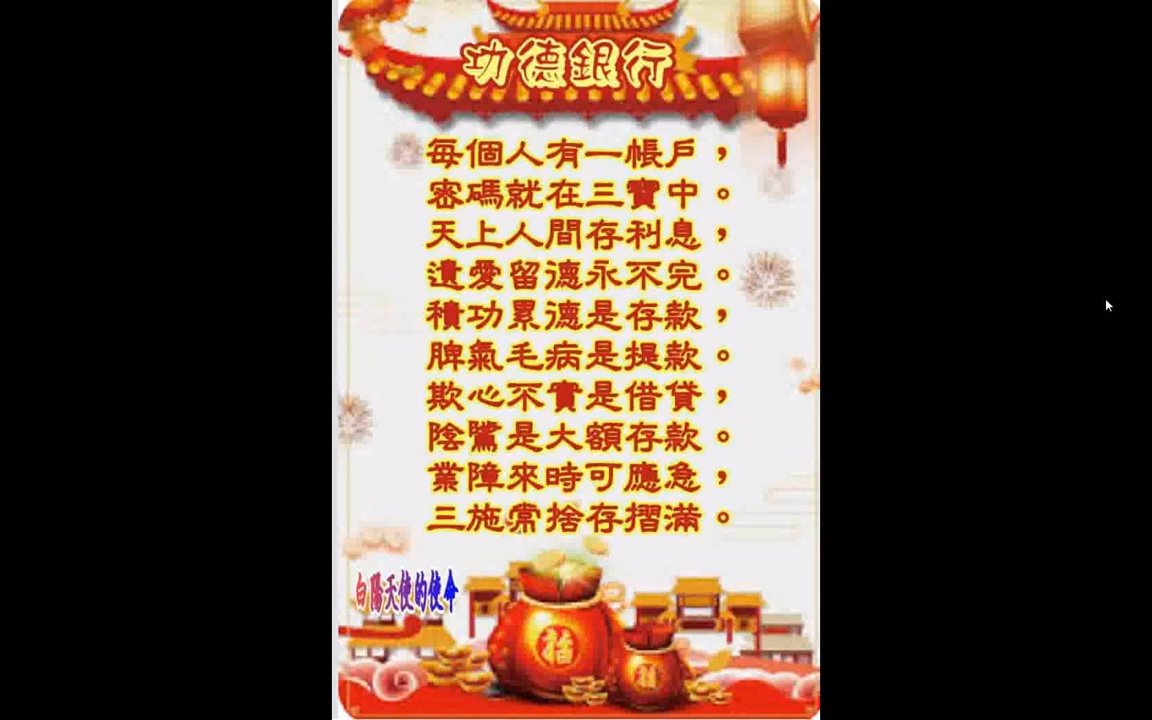 功德銀行
每個人有一帳戶，
密碼就在三寶中。
天上人間存利息，
遺愛留德永不完。
積功累德是存款，
脾氣毛病是提款。
欺心不實是借貸，
陰騭是大額存款。
業障來時可應急，
三施常捨存摺滿。
白陽天使的使命
福
福